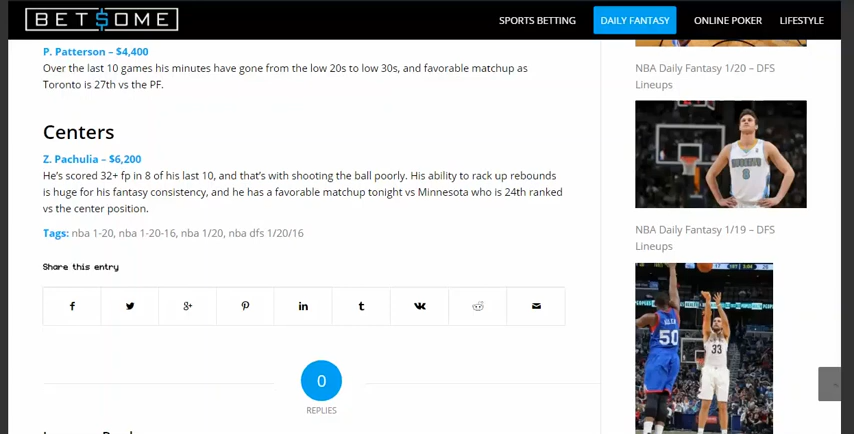 BET$OME
SPORTS BETTING
DAILY FANTASY
ONLINE POKER
LIFESTYLE
P. Patterson – $4,400
Over the last 10 games his minutes have gone from the low 20s to low 30s, and favorable matchup as
Toronto is 27th vs the PF.
Centers
Z. Pachulia – $6,200
He's scored 32+ fp in 8 of his last 10, and that's with shooting the ball poorly. His ability to rack up rebounds
is huge for his fantasy consistency, and he has a favorable matchup tonight vs Minnesota who is 24th ranked
vs the center position.
Tags: nba 1-20, nba 1-20-16, nba 1/20, nba dfs 1/20/16
Share this entry
0
REPLIES
NBA Daily Fantasy 1/20 – DFS
Lineups
NBA Daily Fantasy 1/19 – DFS
Lineups
50
33